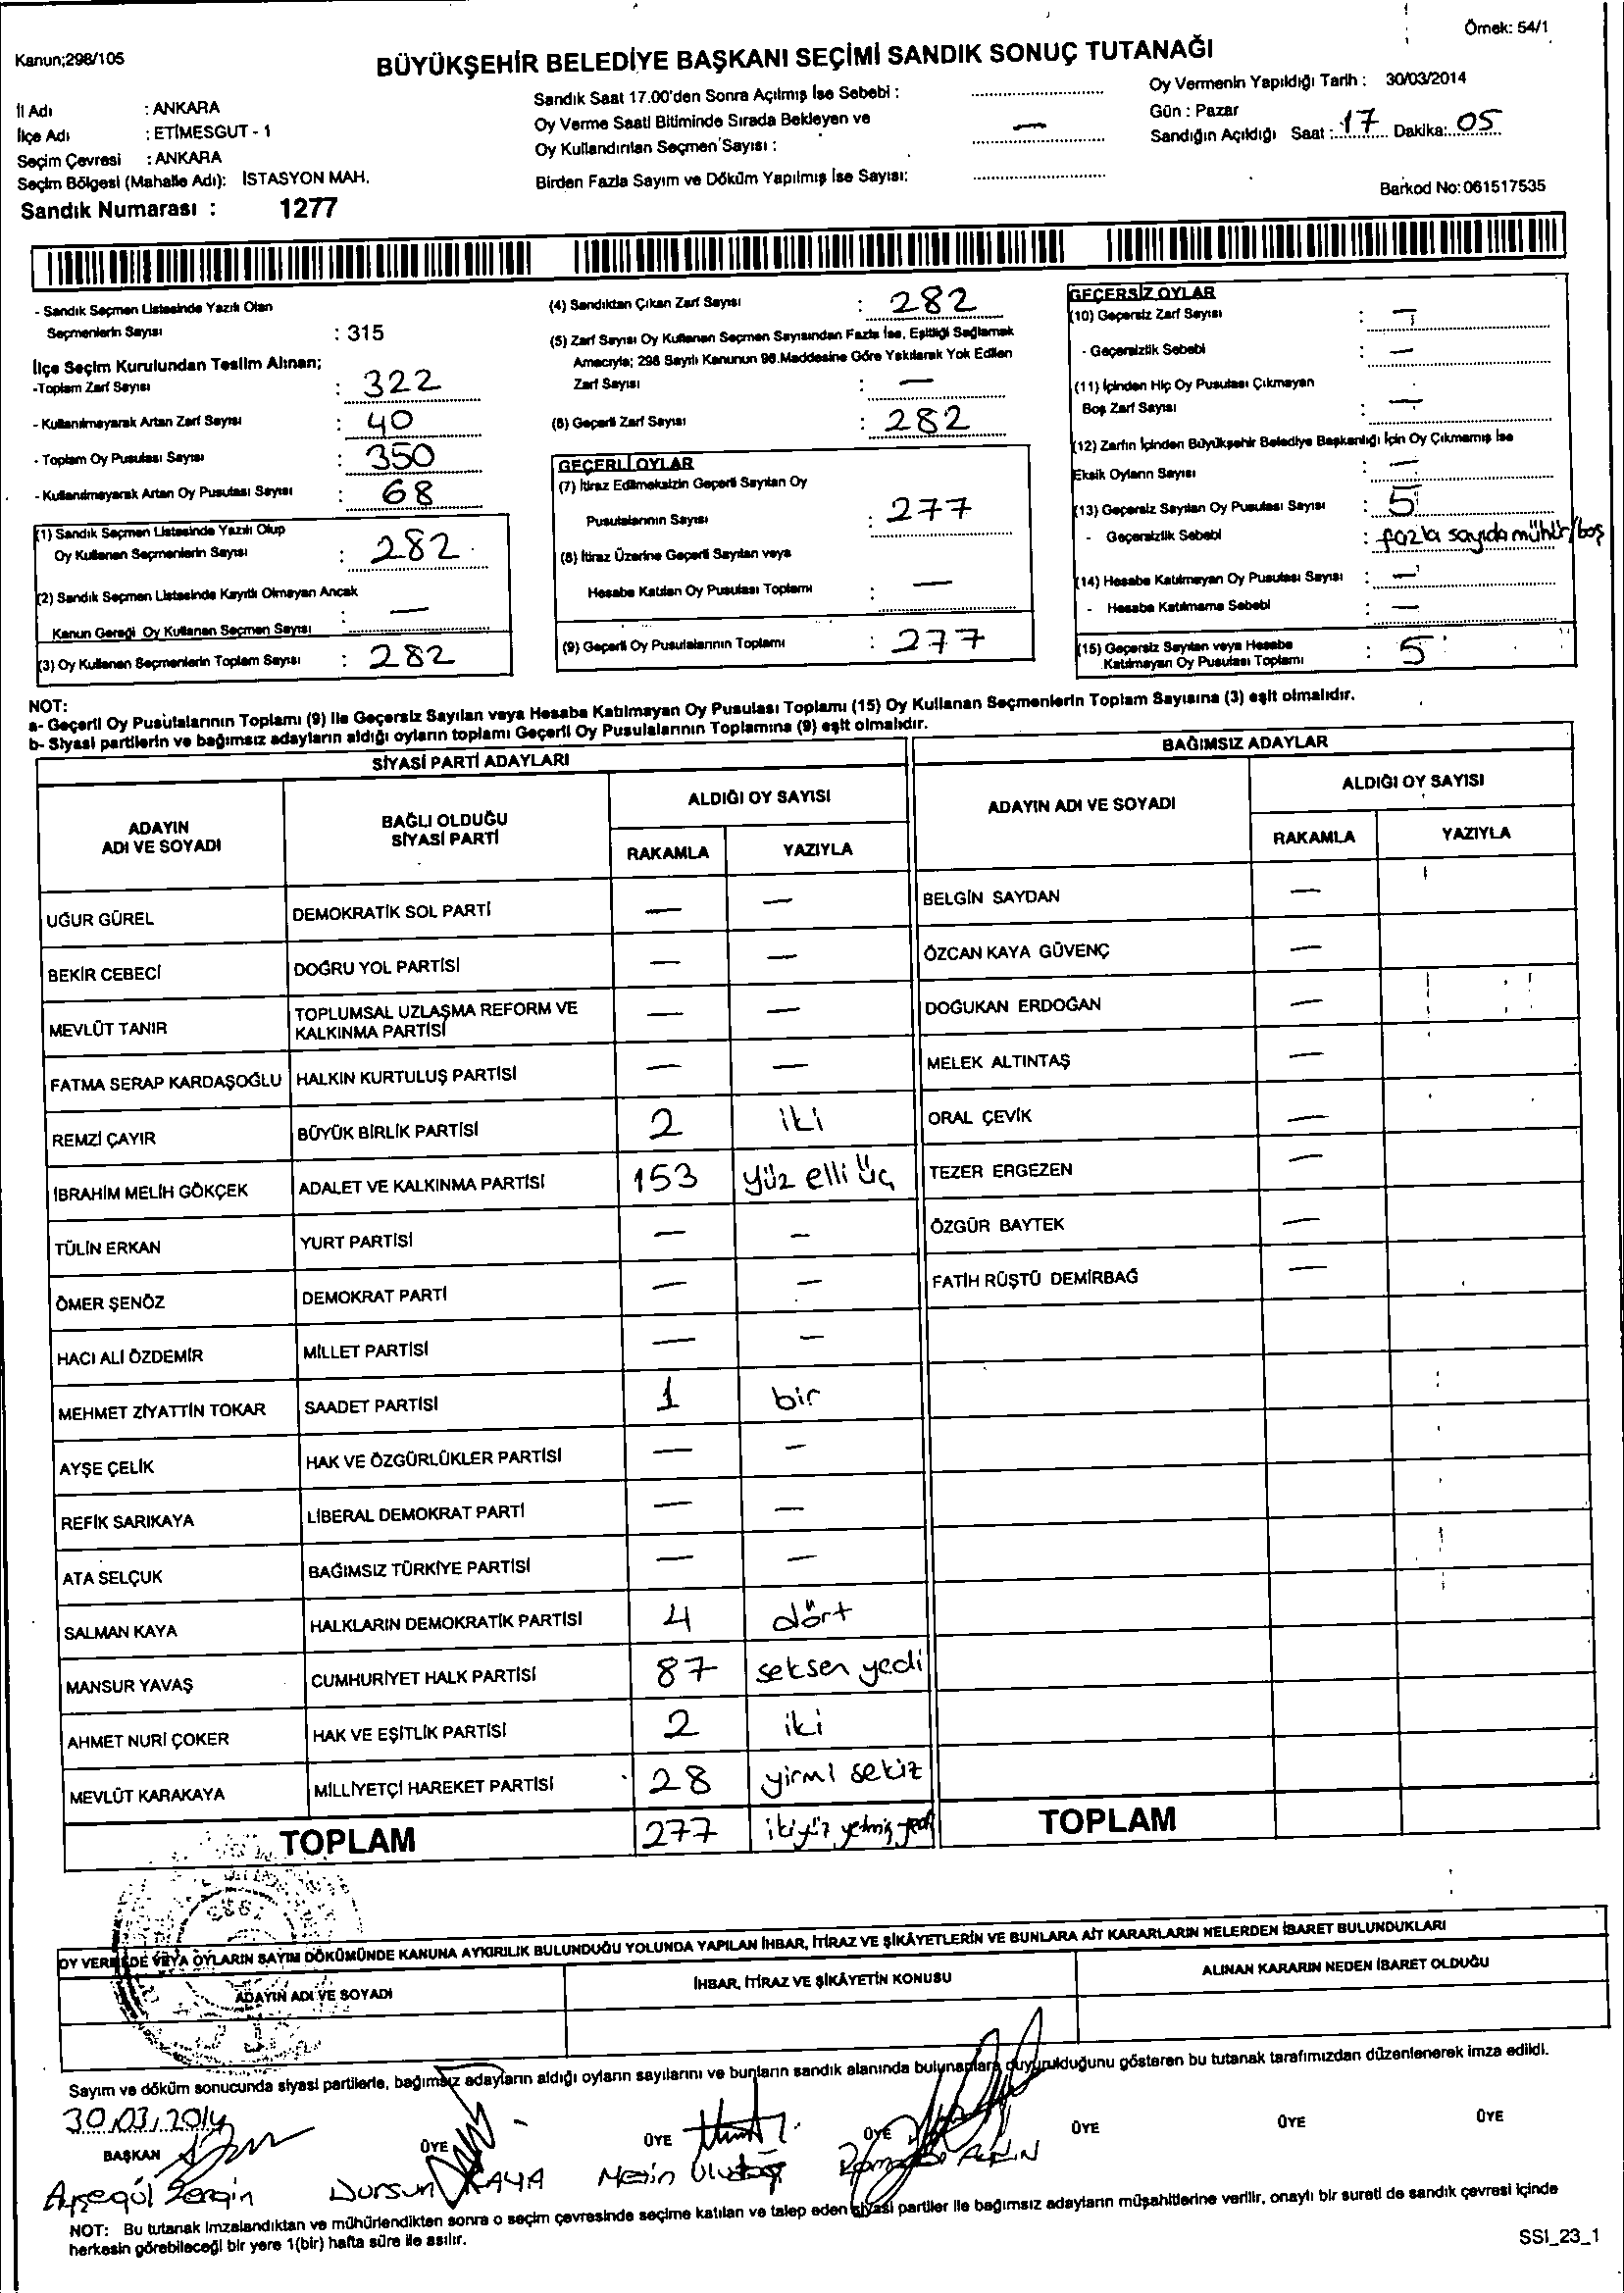 Örnek: 54/1
Kanun;298/105
BÜYÜKŞEHİR BELEDİYE BAŞKANI SEÇİMİ SANDIK SONUÇ TUTANAĞI
İl Adı : ANKARA
İlçe Adı : ETİMESGUT - 1
Seçim Çevresi : ANKARA
Seçim Bölgesi (Mahalle Adı): İSTASYON MAH.
Sandık Numarası : 1277
Sandık Saat 17.00'den Sonra Açılmış İse Sebebi :
Oy Verme Saati Bitiminde Sırada Bekleyen ve
Oy Kullandırılan Seçmen Sayısı : —
Birden Fazla Sayım ve Döküm Yapılmış İse Sayısı:
Oy Vermenin Yapıldığı Tarih : 30/03/2014
Gün : Pazar
Sandığın Açıldığı Saat : 17 Dakika: 05
Barkod No: 061517535
- Sandık Seçmen Listesinde Yazılı Olan
Seçmenlerin Sayısı : 315
İlçe Seçim Kurulundan Teslim Alınan;
-Toplam Zarf Sayısı : 322
- Kullanılmayarak Artan Zarf Sayısı : 40
- Toplam Oy Pusulası Sayısı : 350
- Kullanılmayarak Artan Oy Pusulası Sayısı : 68
(1) Sandık Seçmen Listesinde Yazılı Olup
Oy Kullanan Seçmenlerin Sayısı : 282
(2) Sandık Seçmen Listesinde Kayıtlı Olmayan Ancak
Kanun Gereği Oy Kullanan Seçmen Sayısı : —
(3) Oy Kullanan Seçmenlerin Toplam Sayısı : 282
(4) Sandıktan Çıkan Zarf Sayısı : 282
(5) Zarf Sayısı Oy Kullanan Seçmen Sayısından Fazla İse, Eşitliği Sağlamak
Amacıyla; 298 Sayılı Kanunun 98.Maddesine Göre Yakılarak Yok Edilen
Zarf Sayısı : —
(6) Geçerli Zarf Sayısı : 282
GEÇERLİ OYLAR
(7) İtiraz Edilmeksizin Geçerli Sayılan Oy
Pusulalarının Sayısı : 277
(8) İtiraz Üzerine Geçerli Sayılan veya
Hesaba Katılan Oy Pusulası Toplamı : —
(9) Geçerli Oy Pusulalarının Toplamı : 277
GEÇERSİZ OYLAR
(10) Geçersiz Zarf Sayısı : —
- Geçersizlik Sebebi : —
(11) İçinden Hiç Oy Pusulası Çıkmayan
Boş Zarf Sayısı : —
(12) Zarfın İçinden Büyükşehir Belediye Başkanlığı İçin Oy Çıkmamış İse
Eksik Oyların Sayısı : —
(13) Geçersiz Sayılan Oy Pusulası Sayısı : 5
- Geçersizlik Sebebi : fazla sayıda mühür/boş
(14) Hesaba Katılmayan Oy Pusulası Sayısı : —
- Hesaba Katılmama Sebebi : —
(15) Geçersiz Sayılan veya Hesaba
Katılmayan Oy Pusulası Toplamı : 5
NOT:
a- Geçerli Oy Pusulalarının Toplamı (9) ile Geçersiz Sayılan veya Hesaba Katılmayan Oy Pusulası Toplamı (15) Oy Kullanan Seçmenlerin Toplam Sayısına (3) eşit olmalıdır.
b- Siyasi partilerin ve bağımsız adayların aldığı oyların toplamı Geçerli Oy Pusulalarının Toplamına (9) eşit olmalıdır.
SİYASİ PARTİ ADAYLARI
ADAYIN ADI VE SOYADI
BAĞLI OLDUĞU SİYASİ PARTİ
ALDIĞI OY SAYISI
RAKAMLA YAZIYLA
UĞUR GÜREL DEMOKRATİK SOL PARTİ — —
BEKİR CEBECİ DOĞRU YOL PARTİSİ — —
MEVLÜT TANIR TOPLUMSAL UZLAŞMA REFORM VE KALKINMA PARTİSİ — —
FATMA SERAP KARDAŞOĞLU HALKIN KURTULUŞ PARTİSİ — —
REMZİ ÇAYIR BÜYÜK BİRLİK PARTİSİ 2 iki
İBRAHİM MELİH GÖKÇEK ADALET VE KALKINMA PARTİSİ 153 yüz elli üç
TÜLİN ERKAN YURT PARTİSİ — —
ÖMER ŞENÖZ DEMOKRAT PARTİ — —
HACI ALİ ÖZDEMİR MİLLET PARTİSİ — —
MEHMET ZİYATTİN TOKAR SAADET PARTİSİ 1 bir
AYŞE ÇELİK HAK VE ÖZGÜRLÜKLER PARTİSİ — —
REFİK SARIKAYA LİBERAL DEMOKRAT PARTİ — —
ATA SELÇUK BAĞIMSIZ TÜRKİYE PARTİSİ — —
SALMAN KAYA HALKLARIN DEMOKRATİK PARTİSİ 4 dört
MANSUR YAVAŞ CUMHURİYET HALK PARTİSİ 87 seksen yedi
AHMET NURİ ÇOKER HAK VE EŞİTLİK PARTİSİ 2 iki
MEVLÜT KARAKAYA MİLLİYETÇİ HAREKET PARTİSİ 28 yirmi sekiz
TOPLAM 277 ikiyüz yetmiş yedi
BAĞIMSIZ ADAYLAR
ADAYIN ADI VE SOYADI
ALDIĞI OY SAYISI
RAKAMLA YAZIYLA
BELGİN SAYDAN —
ÖZCAN KAYA GÜVENÇ —
DOĞUKAN ERDOĞAN —
MELEK ALTINTAŞ —
ORAL ÇEVİK —
TEZER ERGEZEN —
ÖZGÜR BAYTEK —
FATİH RÜŞTÜ DEMİRBAĞ —
TOPLAM
OY VERMEDE VEYA OYLARIN SAYIM DÖKÜMÜNDE KANUNA AYKIRILIK BULUNDUĞU YOLUNDA YAPILAN İHBAR, İTİRAZ VE ŞİKÂYETLERİN VE BUNLARA AİT KARARLARIN NELERDEN İBARET BULUNDUKLARI
ADAYIN ADI VE SOYADI
İHBAR, İTİRAZ VE ŞİKÂYETİN KONUSU
ALINAN KARARIN NEDEN İBARET OLDUĞU
Sayım ve döküm sonucunda siyasi partilerle, bağımsız adayların aldığı oyların sayılarını ve bunların sandık alanında bulunanlara duyurulduğunu gösteren bu tutanak tarafımızdan düzenlenerek imza edildi.
30.03.2014
BAŞKAN ÜYE ÜYE ÜYE ÜYE ÜYE ÜYE
Ayşegül Dursun KAYA Metin Uludağ
NOT: Bu tutanak imzalandıktan ve mühürlendikten sonra o seçim çevresinde seçime katılan ve talep eden siyasi partiler ile bağımsız adayların müşahitlerine verilir, onaylı bir sureti de sandık çevresi içinde
herkesin görebileceği bir yere 1(bir) hafta süre ile asılır.
SSI_23_1